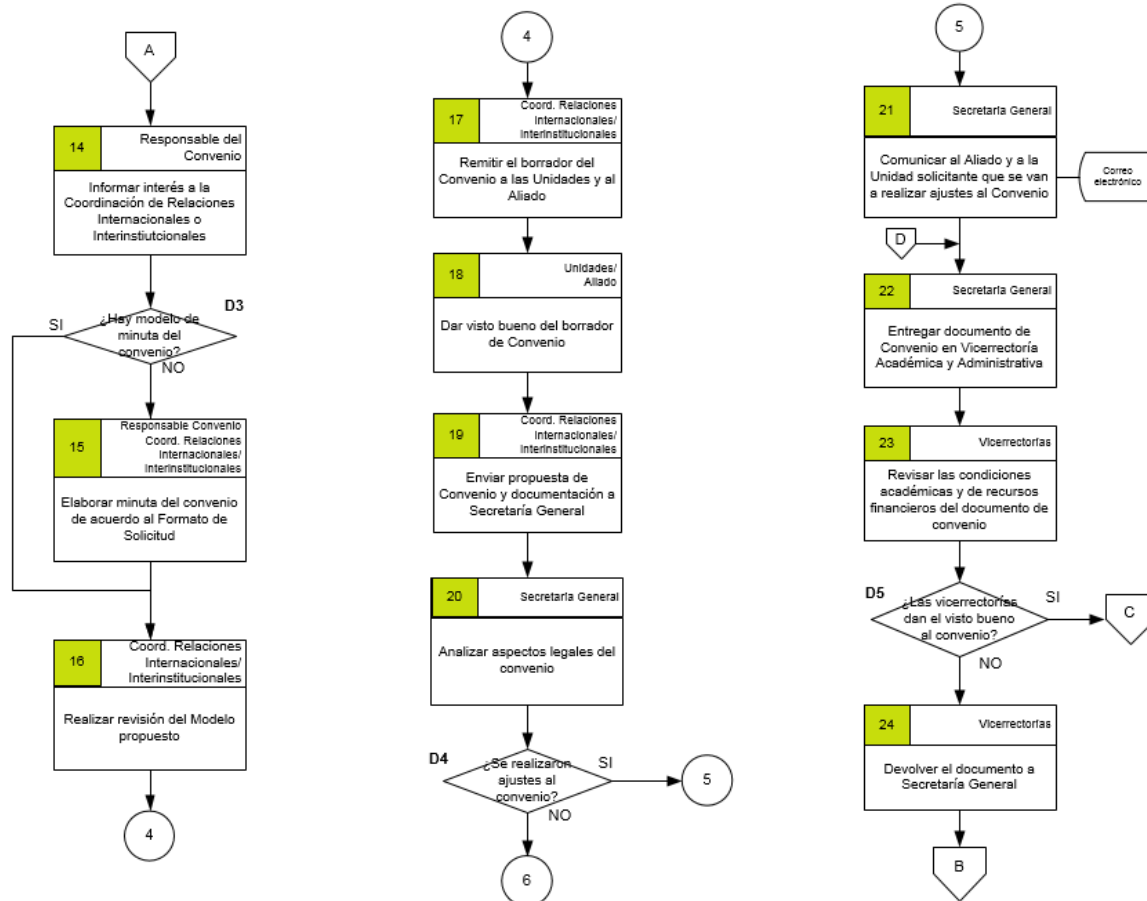 A
14
Responsable del
Convenio
Informar interés a la
Coordinación de Relaciones
Internacionales o
Interinstiutcionales
D3
SI
¿Hay modelo de
minuta del
convenio?
NO
15
Responsable Convenio
Coord. Relaciones
Internacionales/
Interinstitucionales
Elaborar minuta del convenio
de acuerdo al Formato de
Solicitud
16
Coord. Relaciones
Internacionales/
Interinstitucionales
Realizar revisión del Modelo
propuesto
4
4
17
Coord. Relaciones
Internacionales/
Interinstitucionales
Remitir el borrador del
Convenio a las Unidades y al
Aliado
18
Unidades/
Aliado
Dar visto bueno del borrador
de Convenio
19
Coord. Relaciones
Internacionales/
Interinstitucionales
Enviar propuesta de
Convenio y documentación a
Secretaría General
20
Secretaría General
Analizar aspectos legales del
convenio
D4
¿Se realizaron
ajustes al
convenio?
SI
5
NO
6
5
21
Secretaría General
Comunicar al Aliado y a la
Unidad solicitante que se van
a realizar ajustes al Convenio
Correo
electrónico
D
22
Secretaría General
Entregar documento de
Convenio en Vicerrectoría
Académica y Administrativa
23
Vicerrectorías
Revisar las condiciones
académicas y de recursos
financieros del documento de
convenio
D5
¿Las vicerrectorías
dan el visto bueno
al convenio?
SI
C
NO
24
Vicerrectorías
Devolver el documento a
Secretaría General
B